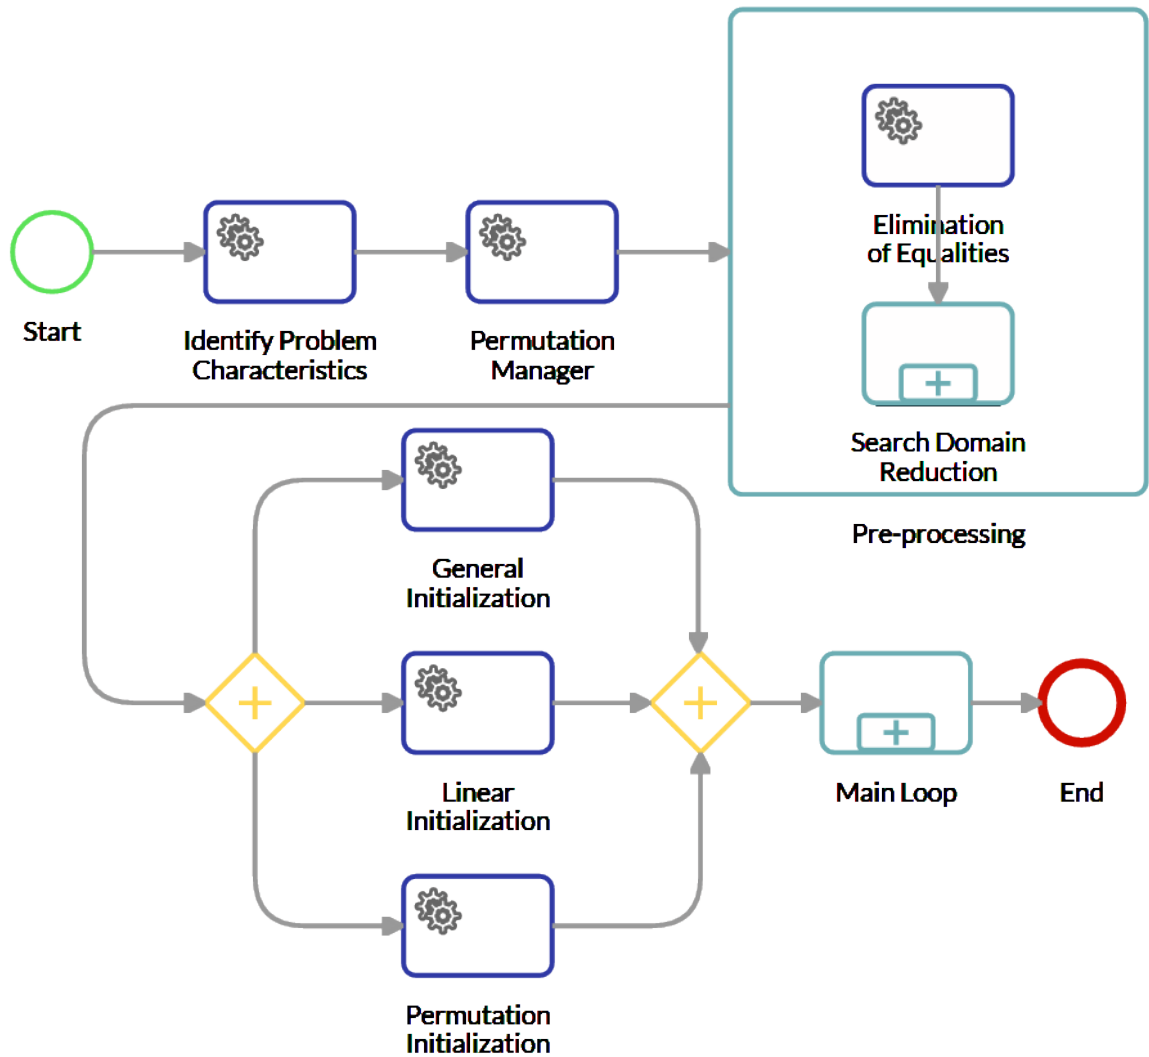 Elimination
of Equalities
Start
Identify Problem
Characteristics
Permutation
Manager
Search Domain
Reduction
Pre-processing
General
Initialization
Linear
Initialization
Main Loop
End
Permutation
Initialization